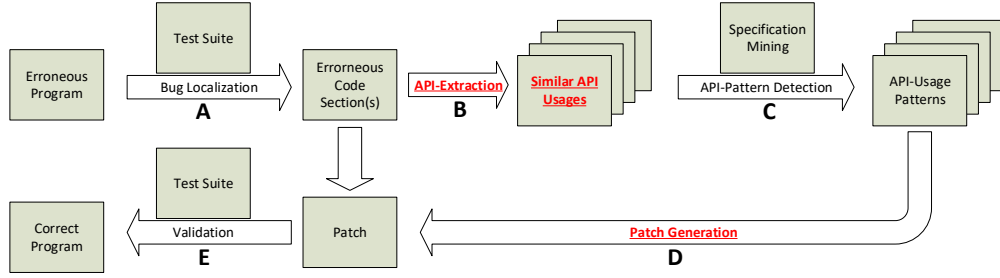 Test Suite
Specification
Mining
Erroneous
Program
Bug Localization
A
Errorneous
Code
Section(s)
API-Extraction
B
Similar API
Usages
API-Pattern Detection
C
API-Usage
Patterns
Test Suite
Correct
Program
Validation
E
Patch
Patch Generation
D